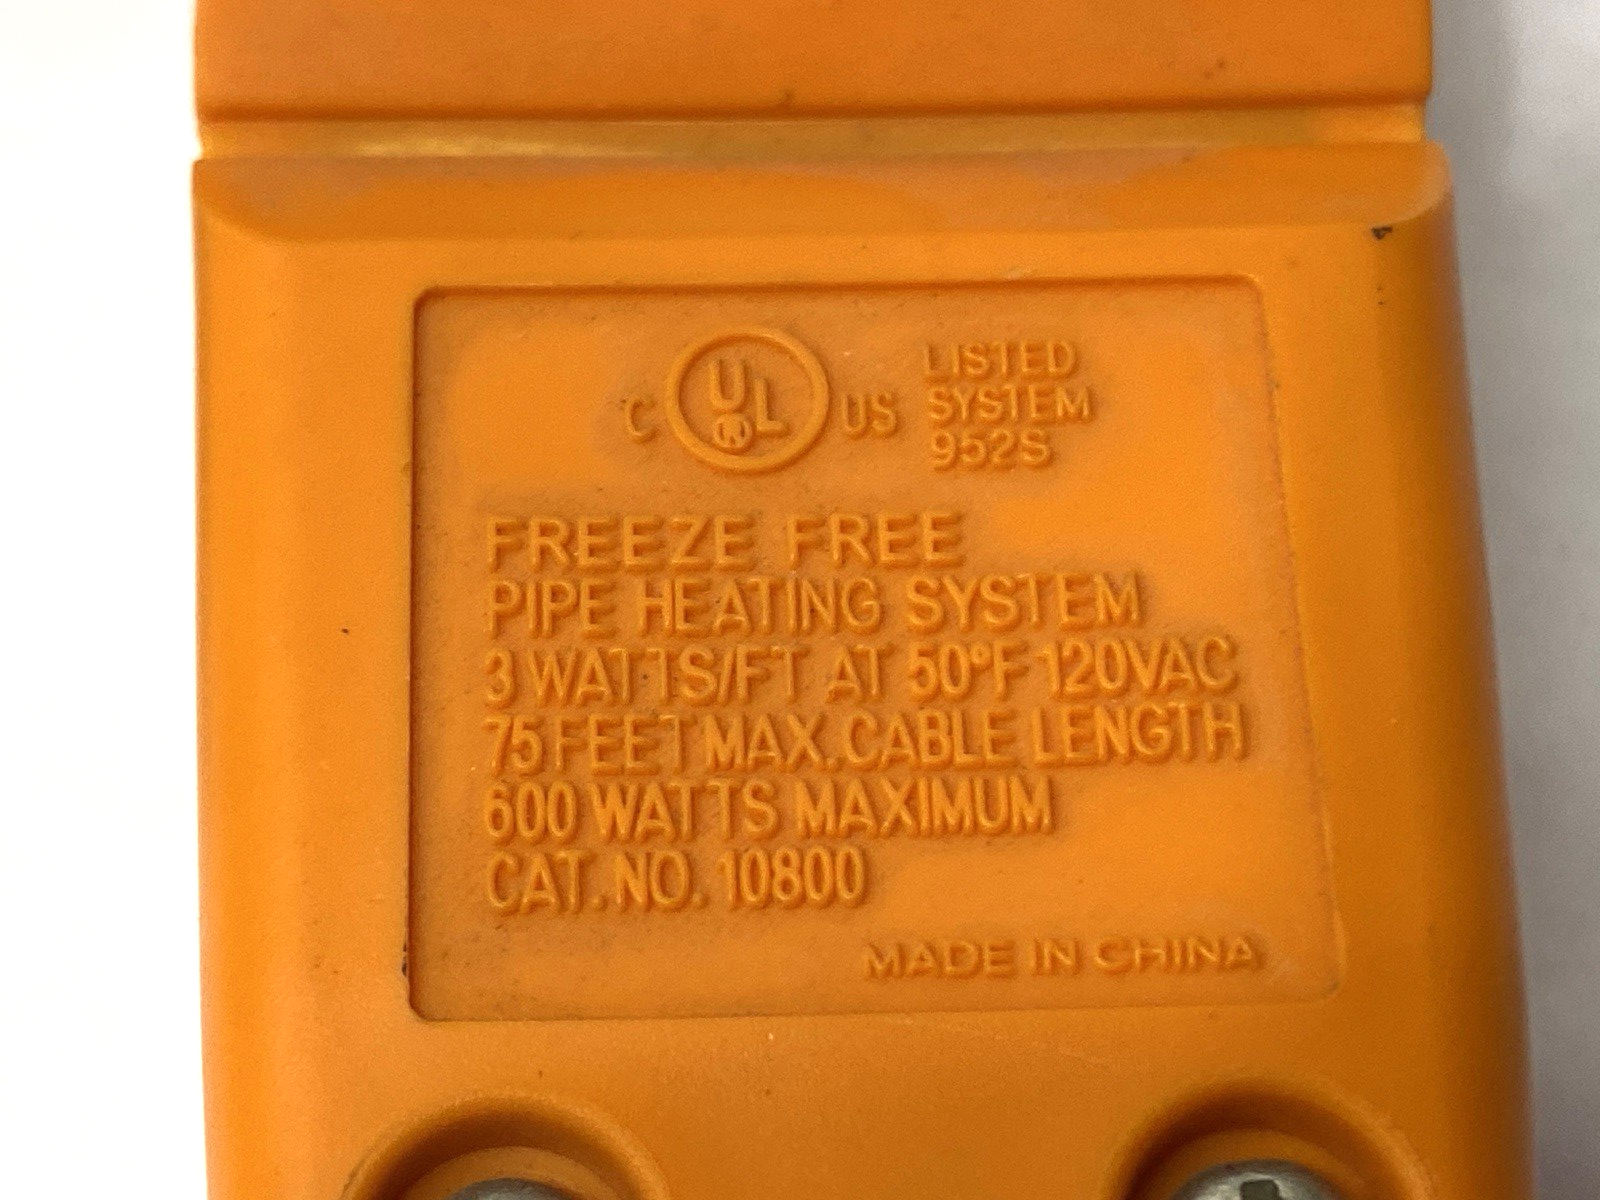 C UL US LISTED
SYSTEM
952S
FREEZE FREE
PIPE HEATING SYSTEM
3 WATTS/FT AT 50°F 120VAC
75 FEET MAX. CABLE LENGTH
600 WATTS MAXIMUM
CAT. NO. 10800
MADE IN CHINA